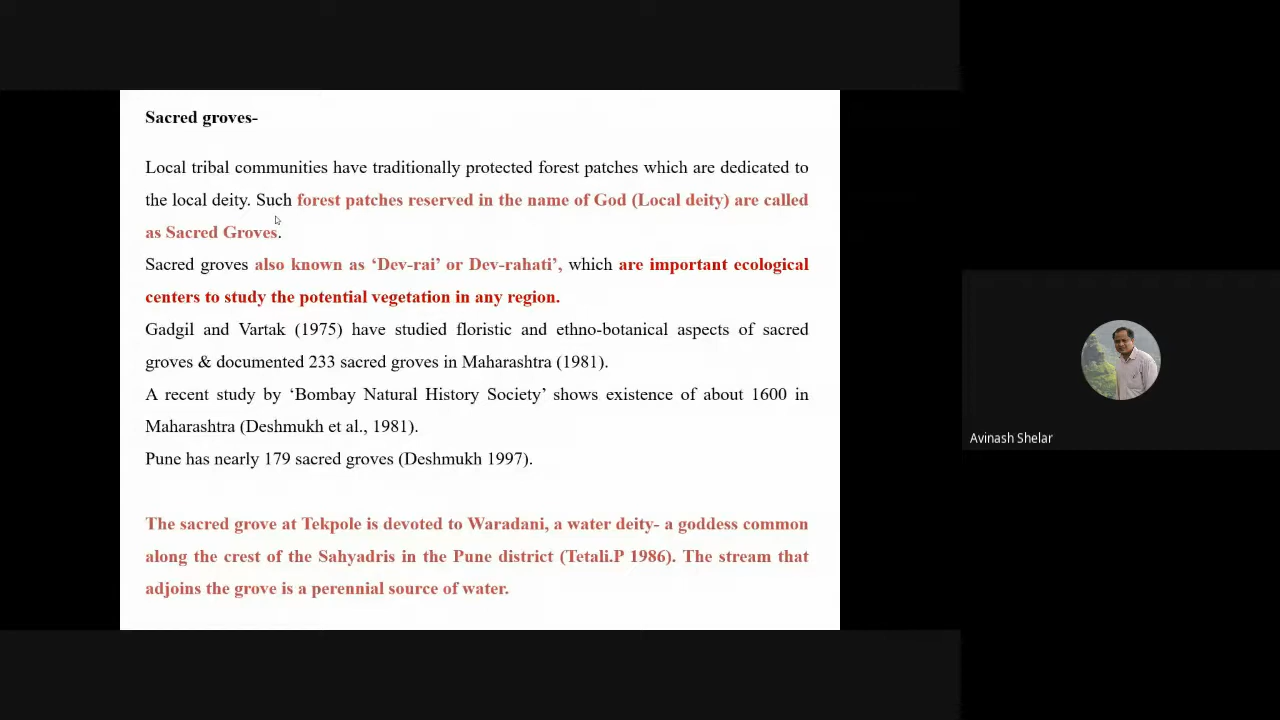 Sacred groves-
Local tribal communities have traditionally protected forest patches which are dedicated to
the local deity. Such forest patches reserved in the name of God (Local deity) are called
as Sacred Groves.
Sacred groves also known as ‘Dev-rai’ or Dev-rahati’, which are important ecological
centers to study the potential vegetation in any region.
Gadgil and Vartak (1975) have studied floristic and ethno-botanical aspects of sacred
groves & documented 233 sacred groves in Maharashtra (1981).
A recent study by ‘Bombay Natural History Society’ shows existence of about 1600 in
Maharashtra (Deshmukh et al., 1981).
Pune has nearly 179 sacred groves (Deshmukh 1997).
The sacred grove at Tekpole is devoted to Waradani, a water deity- a goddess common
along the crest of the Sahyadris in the Pune district (Tetali.P 1986). The stream that
adjoins the grove is a perennial source of water.
Avinash Shelar